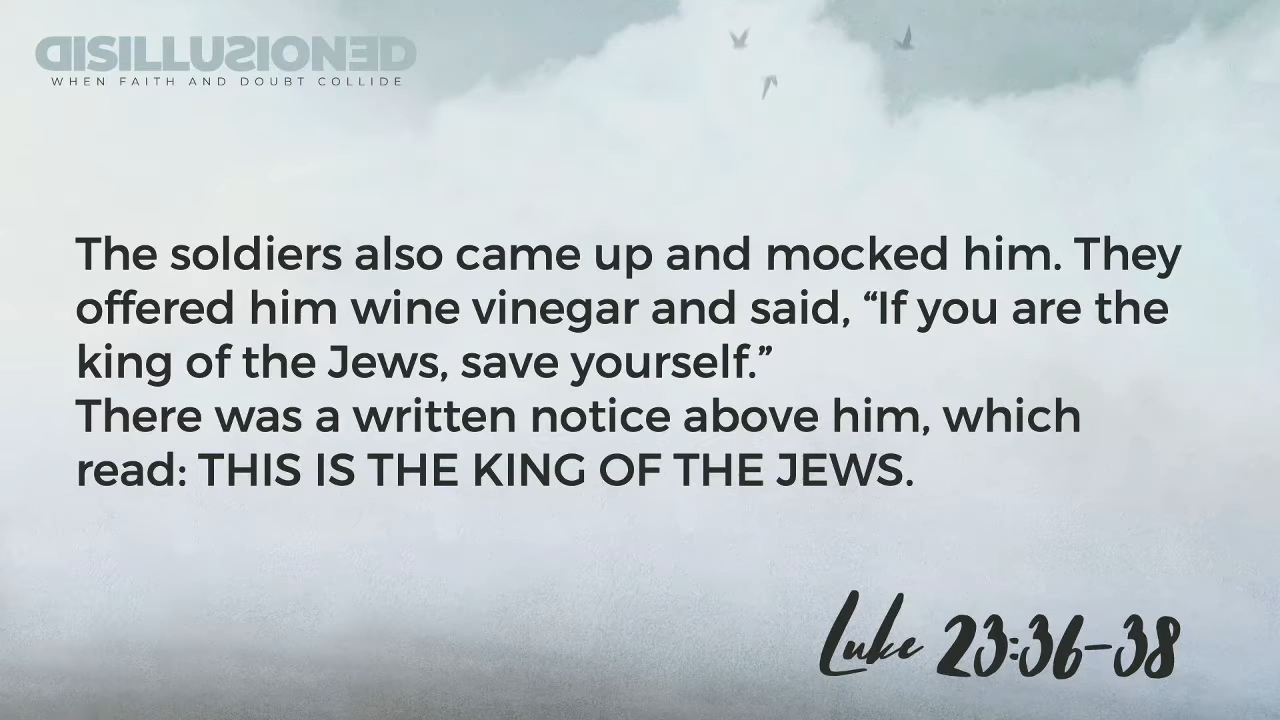 DISILLUSIONED
WHEN FAITH AND DOUBT COLLIDE
The soldiers also came up and mocked him. They
offered him wine vinegar and said, “If you are the
king of the Jews, save yourself.”
There was a written notice above him, which
read: THIS IS THE KING OF THE JEWS.
Luke 23:36-38